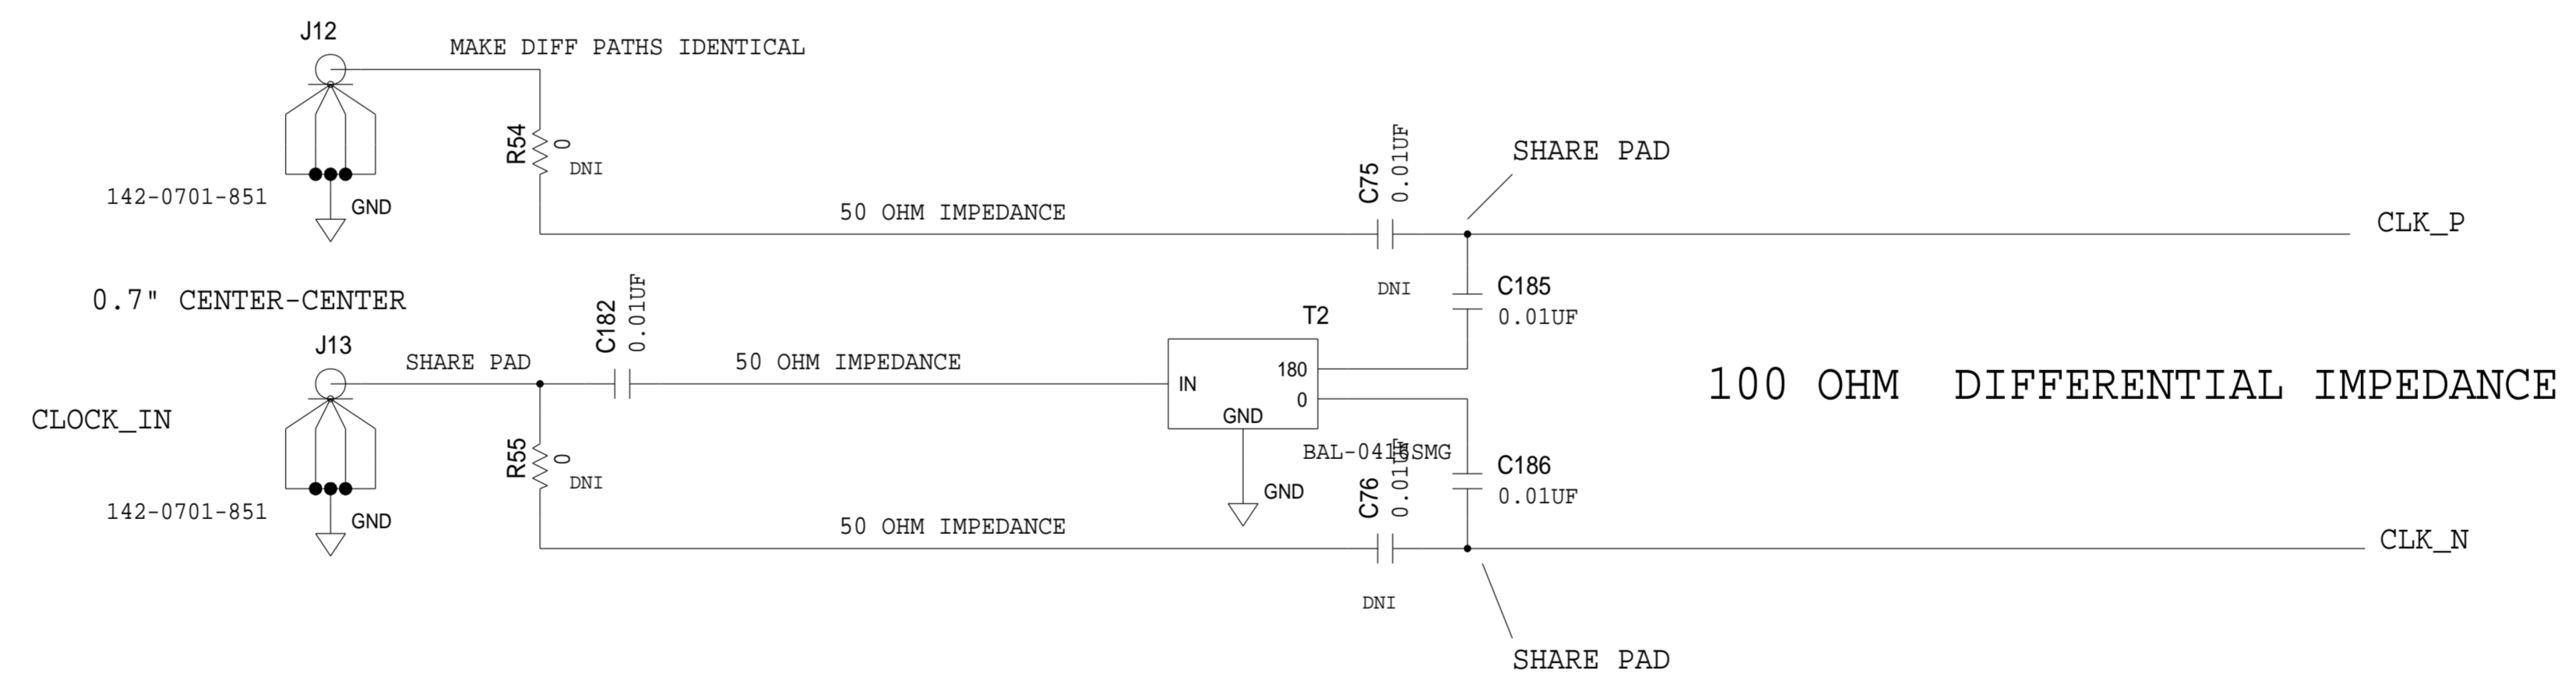 J12
MAKE DIFF PATHS IDENTICAL
R54
0
DNI
142-0701-851
GND
50 OHM IMPEDANCE
C75
0.01UF
DNI
SHARE PAD
CLK_P
0.7" CENTER-CENTER
C182
0.01UF
C185
0.01UF
T2
J13
SHARE PAD
50 OHM IMPEDANCE
IN
180
0
GND
100 OHM DIFFERENTIAL IMPEDANCE
CLOCK_IN
R55
0
DNI
142-0701-851
GND
GND
C76
0.01UF
C186
0.01UF
50 OHM IMPEDANCE
CLK_N
DNI
SHARE PAD